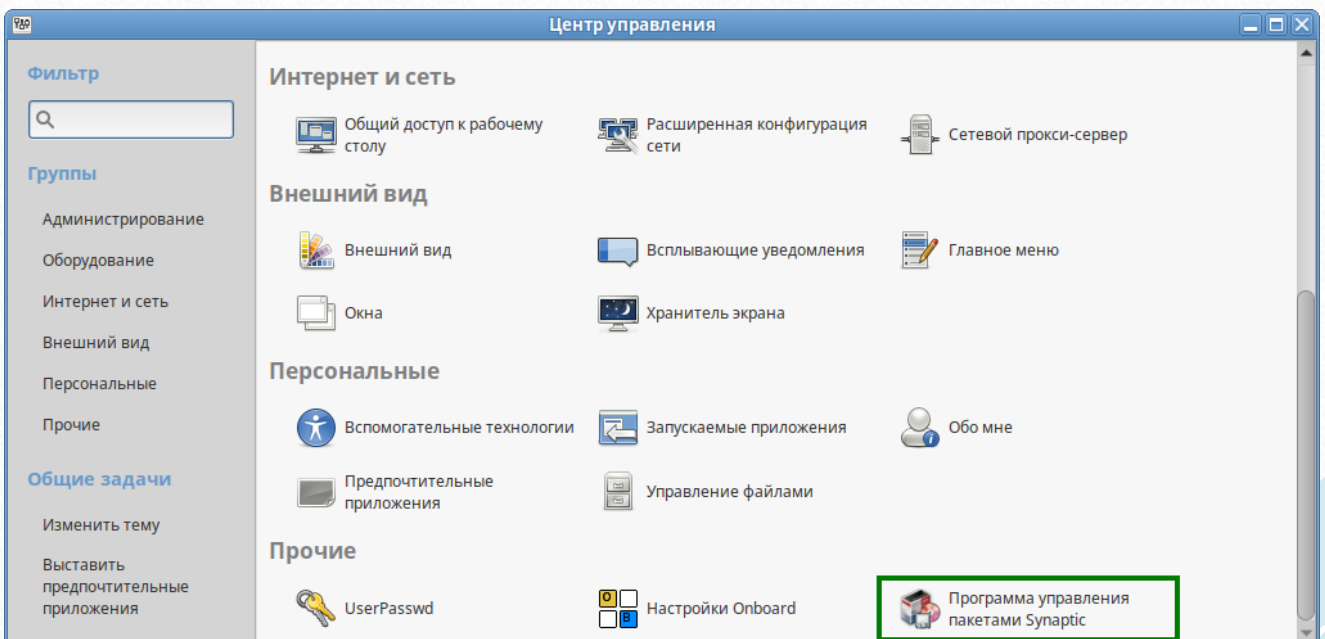 Центр управления
Фильтр
Группы
Администрирование
Оборудование
Интернет и сеть
Внешний вид
Персональные
Прочие
Общие задачи
Изменить тему
Выставить
предпочтительные
приложения
Интернет и сеть
Общий доступ к рабочему
столу
Расширенная конфигурация
сети
Сетевой прокси-сервер
Внешний вид
Внешний вид
Всплывающие уведомления
Главное меню
Окна
Хранитель экрана
Персональные
Вспомогательные технологии
Запускаемые приложения
Обо мне
Предпочтительные
приложения
Управление файлами
Прочие
UserPasswd
Настройки Onboard
Программа управления
пакетами Synaptic